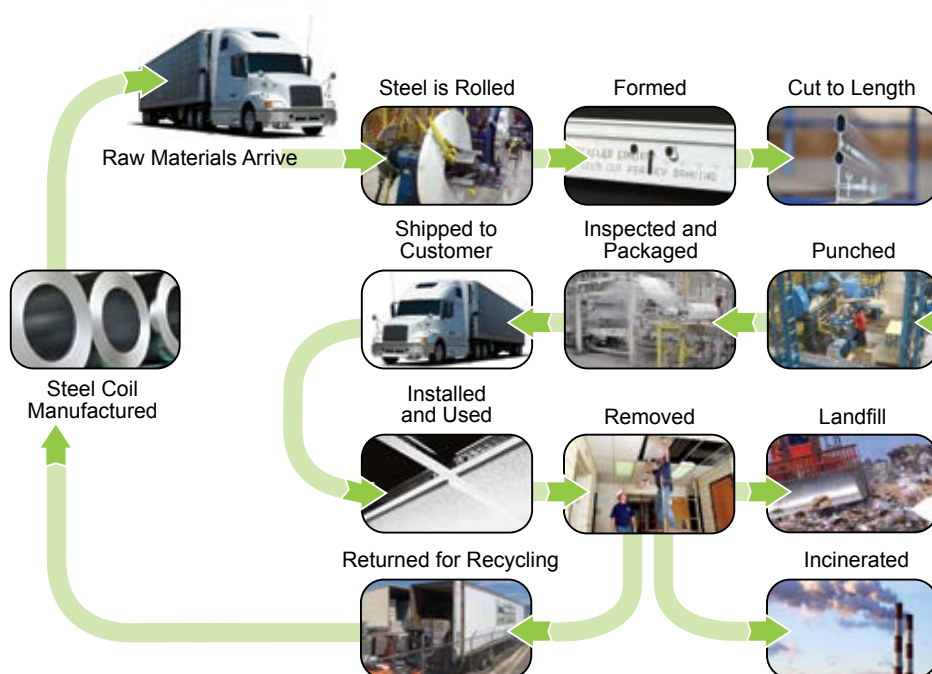 Raw Materials Arrive
Steel is Rolled
Formed
Cut to Length
Shipped to
Customer
Inspected and
Packaged
Punched
Steel Coil
Manufactured
Installed
and Used
Removed
Landfill
Returned for Recycling
Incinerated